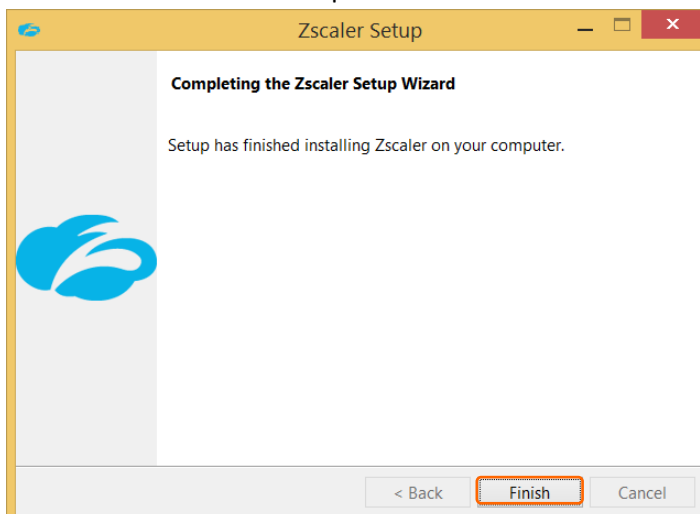 Zscaler Setup
Completing the Zscaler Setup Wizard
Setup has finished installing Zscaler on your computer.
< Back
Finish
Cancel